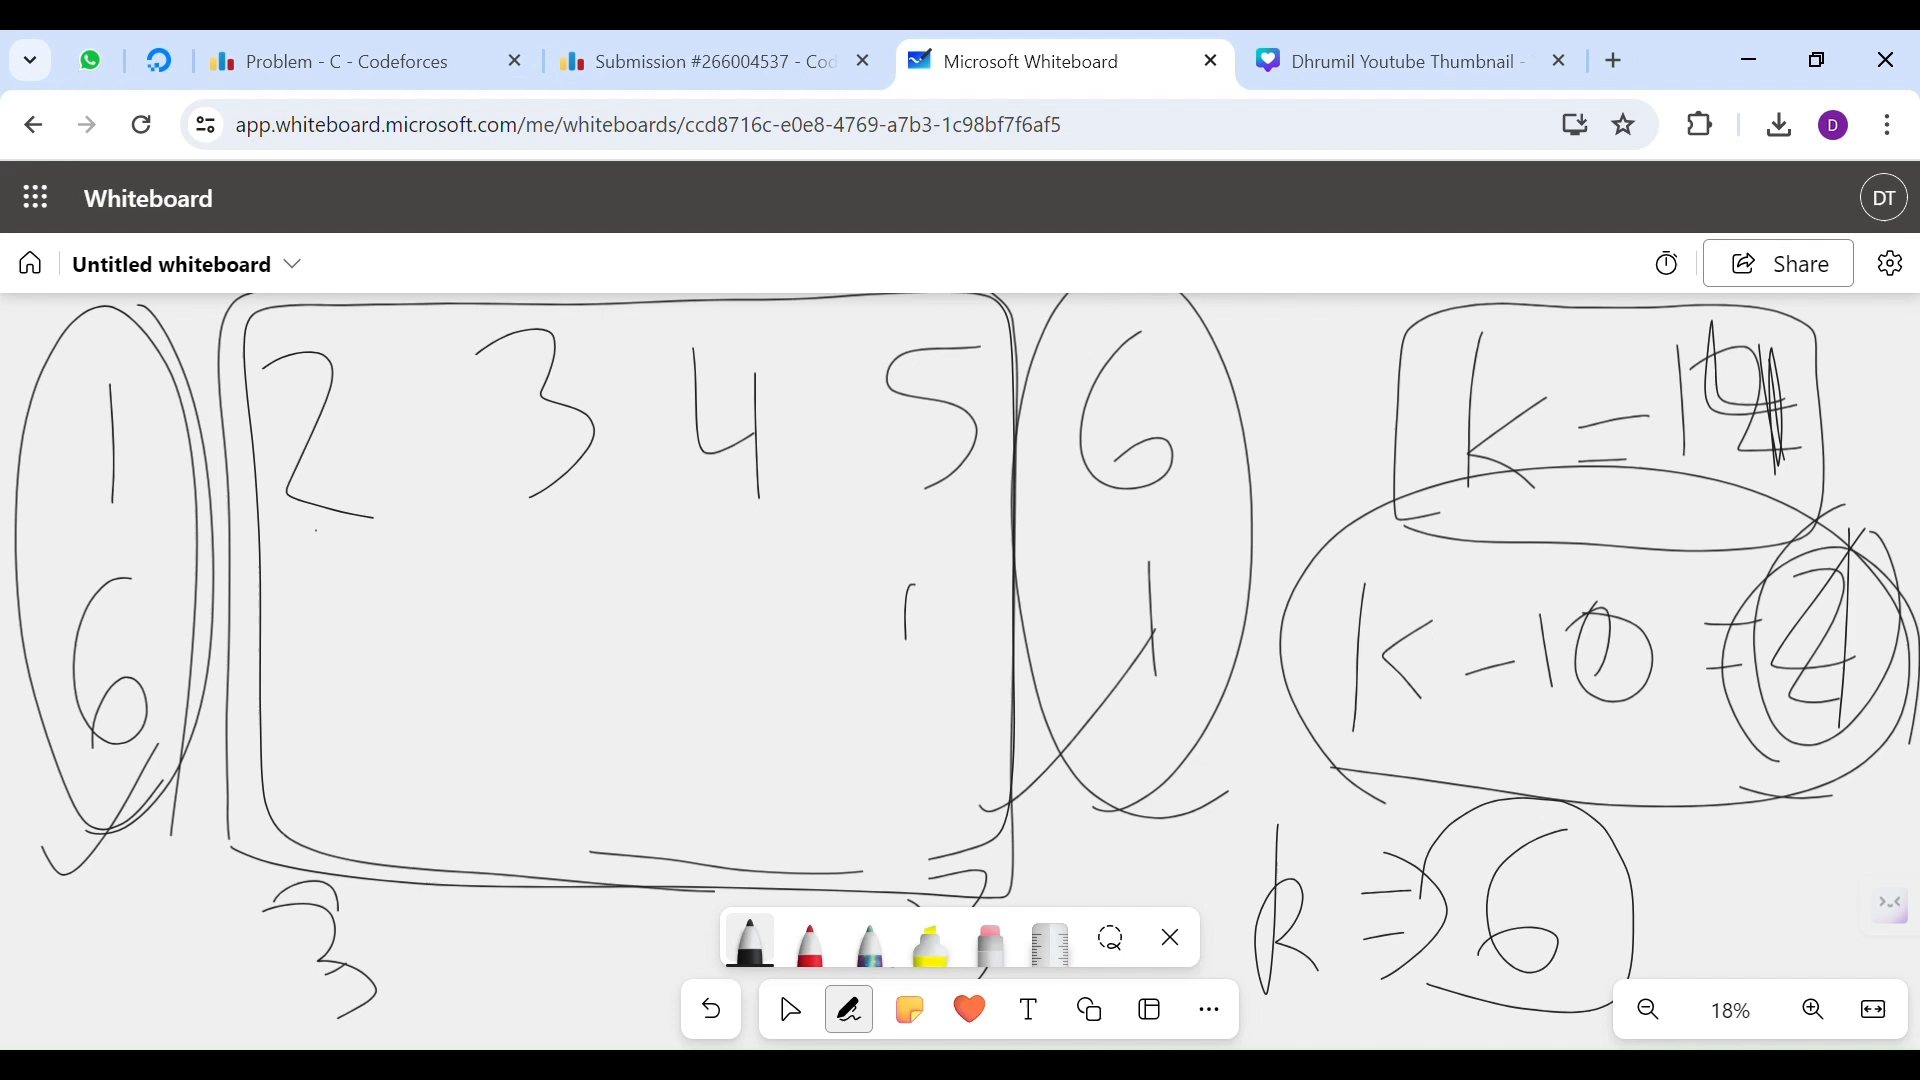 Problem - C - Codeforces
Submission #266004537 - Cod
Microsoft Whiteboard
Dhrumil Youtube Thumbnail -
app.whiteboard.microsoft.com/me/whiteboards/ccd8716c-e0e8-4769-a7b3-1c98bf7f6af5
D
Whiteboard
DT
Untitled whiteboard
Share
1 2 3 4 5 6
K = 14
6 1
K - 10 = 4
3
k = 6
T
18%